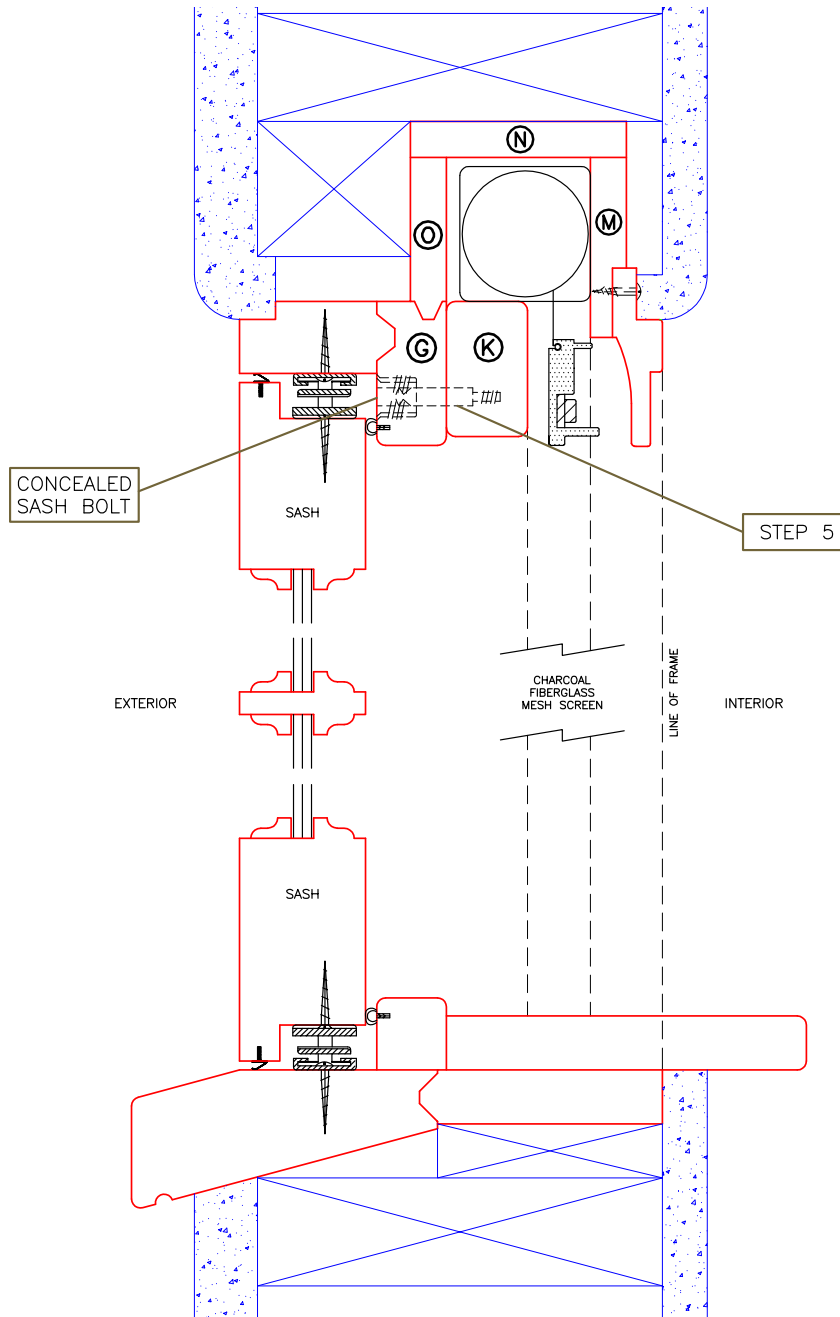 N
O
M
G
K
CONCEALED
SASH BOLT
SASH
STEP 5
EXTERIOR
CHARCOAL
FIBERGLASS
MESH SCREEN
LINE OF FRAME
INTERIOR
SASH